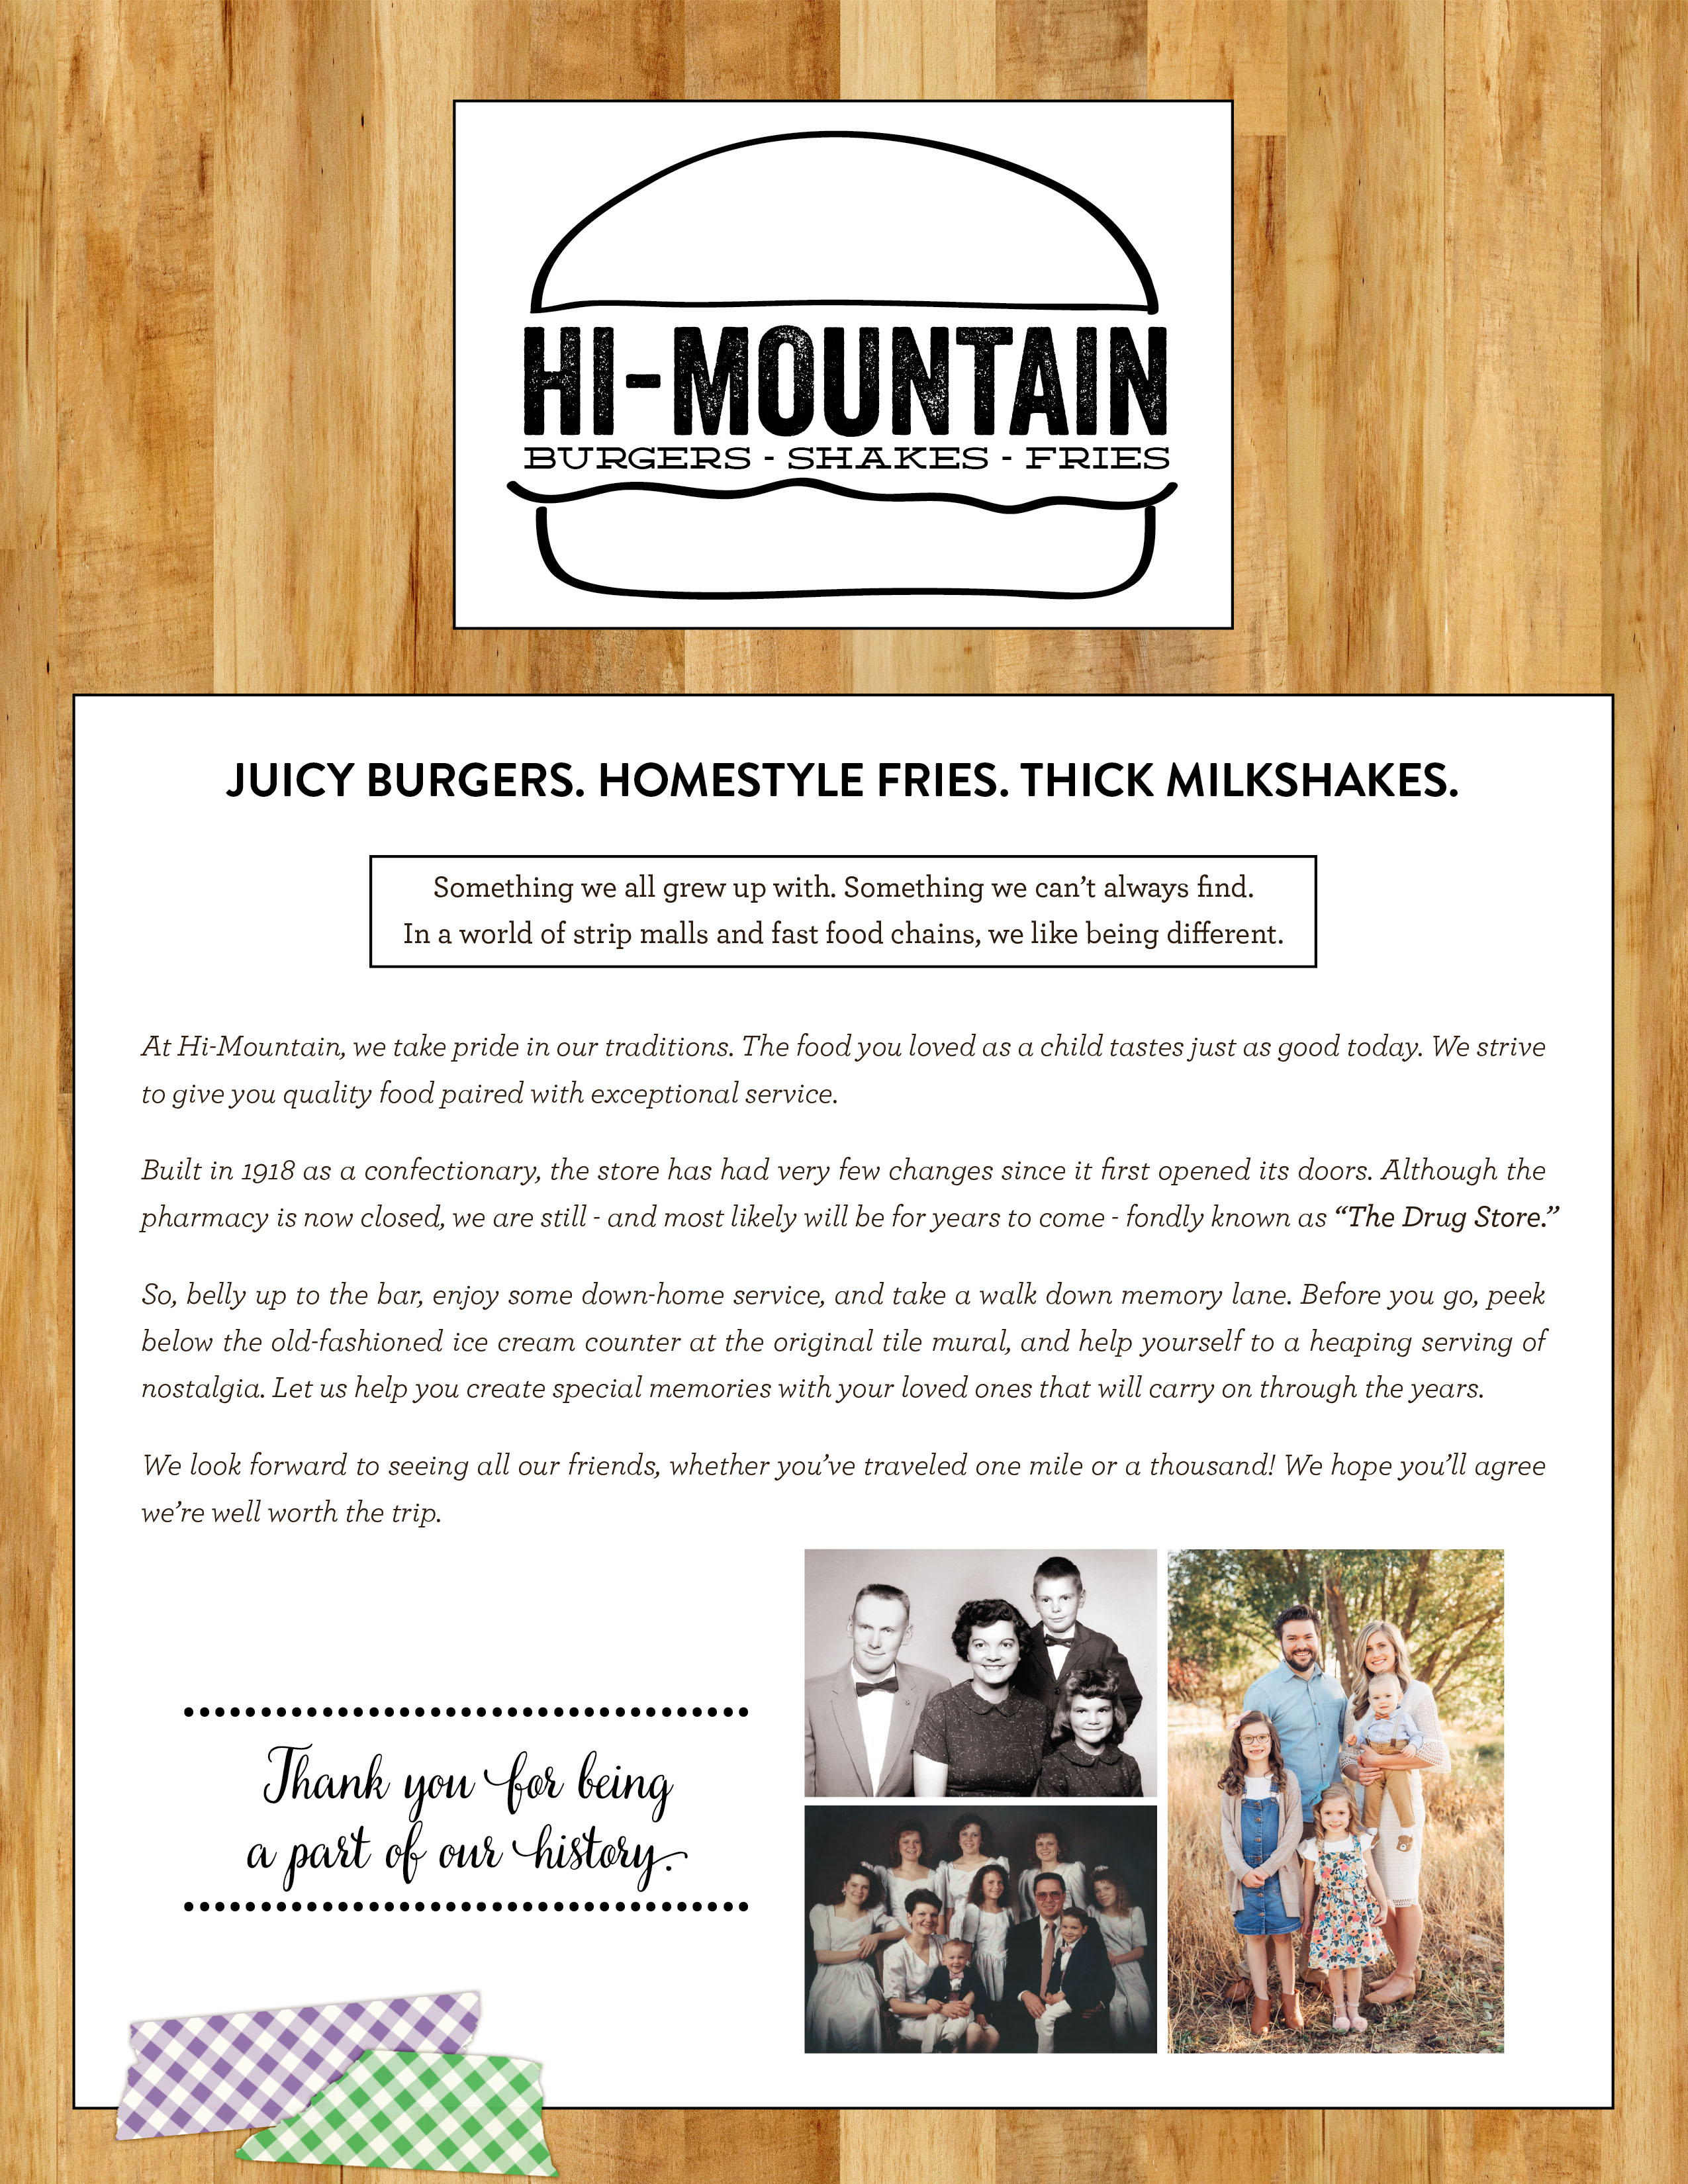 HI-MOUNTAIN
BURGERS - SHAKES - FRIES
JUICY BURGERS. HOMESTYLE FRIES. THICK MILKSHAKES.
Something we all grew up with. Something we can’t always find.
In a world of strip malls and fast food chains, we like being different.
At Hi-Mountain, we take pride in our traditions. The food you loved as a child tastes just as good today. We strive
to give you quality food paired with exceptional service.
Built in 1918 as a confectionary, the store has had very few changes since it first opened its doors. Although the
pharmacy is now closed, we are still - and most likely will be for years to come - fondly known as “The Drug Store.”
So, belly up to the bar, enjoy some down-home service, and take a walk down memory lane. Before you go, peek
below the old-fashioned ice cream counter at the original tile mural, and help yourself to a heaping serving of
nostalgia. Let us help you create special memories with your loved ones that will carry on through the years.
We look forward to seeing all our friends, whether you’ve traveled one mile or a thousand! We hope you’ll agree
we’re well worth the trip.
Thank you for being
a part of our history.